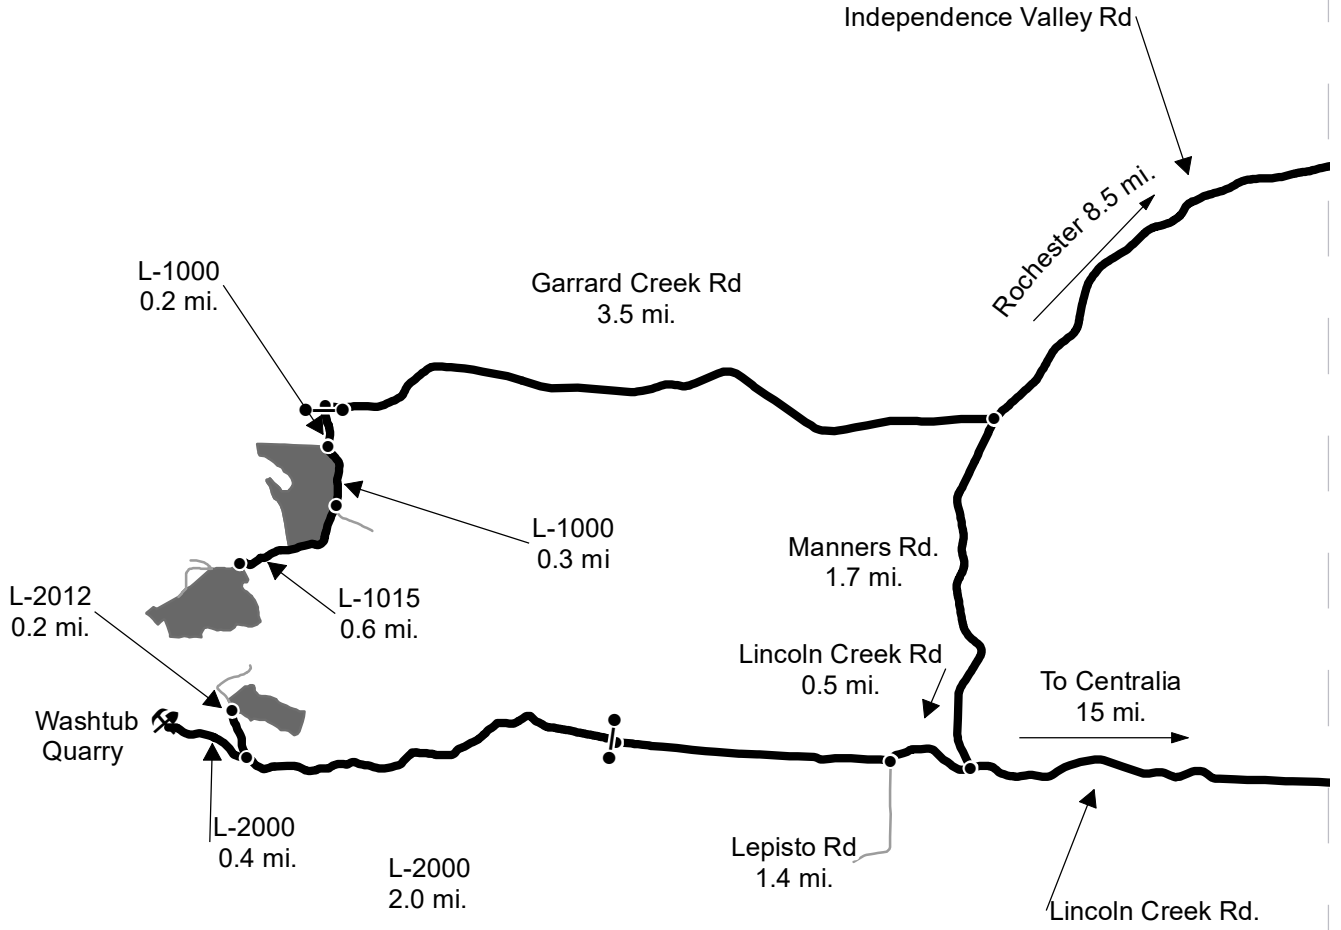 Independence Valley Rd
Rochester 8.5 mi.
L-1000
0.2 mi.
Garrard Creek Rd
3.5 mi.
L-1000
0.3 mi
Manners Rd.
1.7 mi.
L-2012
0.2 mi.
L-1015
0.6 mi.
Lincoln Creek Rd
0.5 mi.
To Centralia
15 mi.
Washtub
Quarry
L-2000
0.4 mi.
L-2000
2.0 mi.
Lepisto Rd
1.4 mi.
Lincoln Creek Rd.